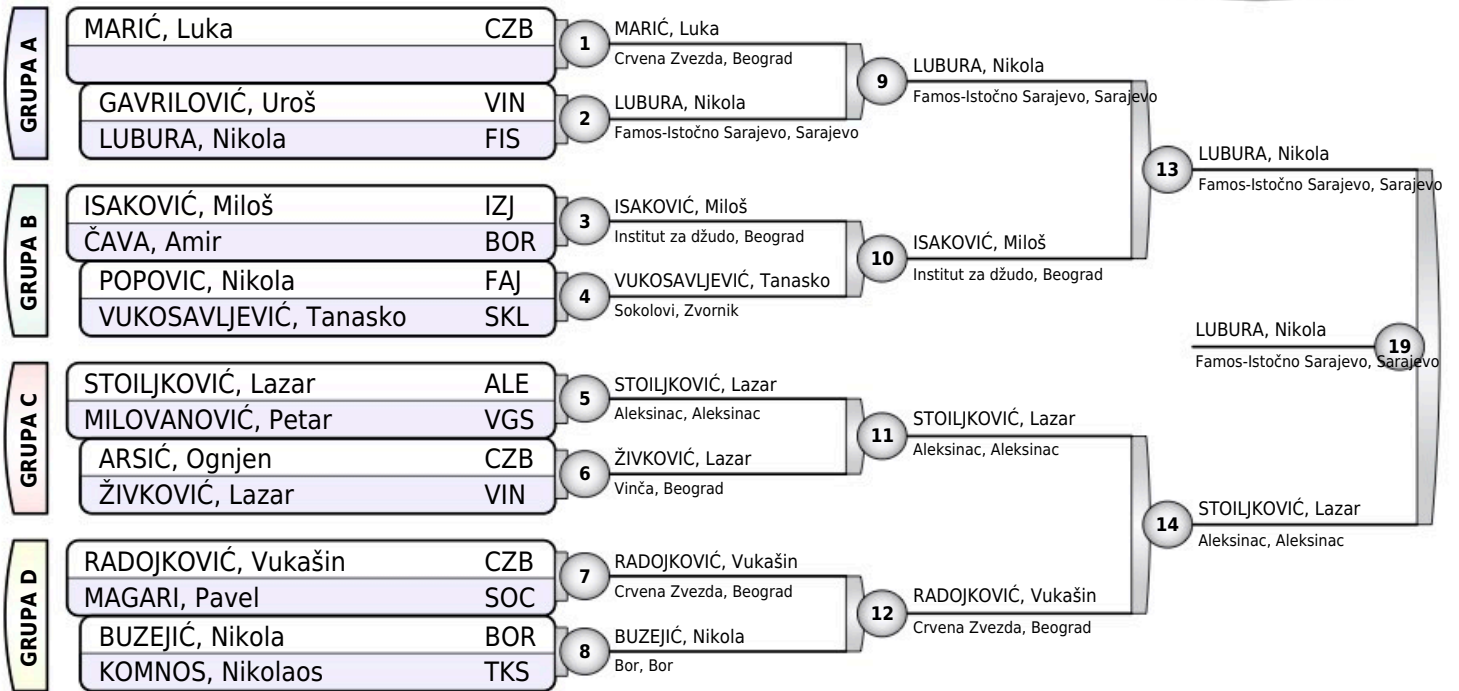 GRUPA A
MARIĆ, Luka CZB
GAVRILOVIĆ, Uroš VIN
LUBURA, Nikola FIS
GRUPA B
ISAKOVIĆ, Miloš IZJ
ČAVA, Amir BOR
POPOVIC, Nikola FAJ
VUKOSAVLJEVIĆ, Tanasko SKL
GRUPA C
STOILJKOVIĆ, Lazar ALE
MILOVANOVIĆ, Petar VGS
ARSIĆ, Ognjen CZB
ŽIVKOVIĆ, Lazar VIN
GRUPA D
RADOJKOVIĆ, Vukašin CZB
MAGARI, Pavel SOC
BUZEJIĆ, Nikola BOR
KOMNOS, Nikolaos TKS
1
MARIĆ, Luka
Crvena Zvezda, Beograd
2
LUBURA, Nikola
Famos-Istočno Sarajevo, Sarajevo
3
ISAKOVIĆ, Miloš
Institut za džudo, Beograd
4
VUKOSAVLJEVIĆ, Tanasko
Sokolovi, Zvornik
5
STOILJKOVIĆ, Lazar
Aleksinac, Aleksinac
6
ŽIVKOVIĆ, Lazar
Vinča, Beograd
7
RADOJKOVIĆ, Vukašin
Crvena Zvezda, Beograd
8
BUZEJIĆ, Nikola
Bor, Bor
9
LUBURA, Nikola
Famos-Istočno Sarajevo, Sarajevo
10
ISAKOVIĆ, Miloš
Institut za džudo, Beograd
11
STOILJKOVIĆ, Lazar
Aleksinac, Aleksinac
12
RADOJKOVIĆ, Vukašin
Crvena Zvezda, Beograd
13
LUBURA, Nikola
Famos-Istočno Sarajevo, Sarajevo
14
STOILJKOVIĆ, Lazar
Aleksinac, Aleksinac
LUBURA, Nikola
19
Famos-Istočno Sarajevo, Sarajevo